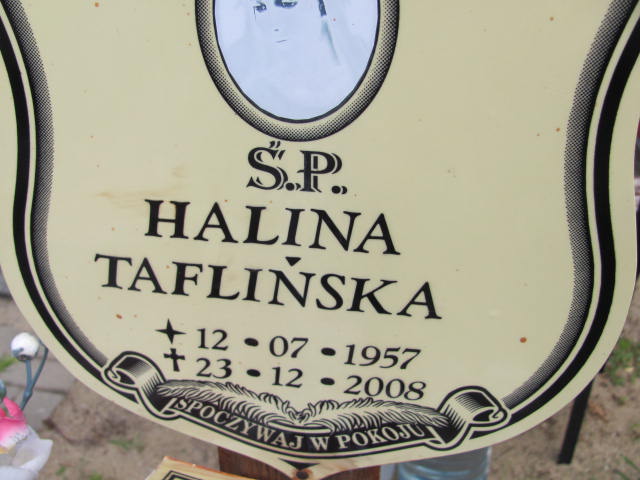 Ś.P.
HALINA
TAFLIŃSKA
12 • 07 • 1957
23 • 12 • 2008
SPOCZYWAJ W POKOJU